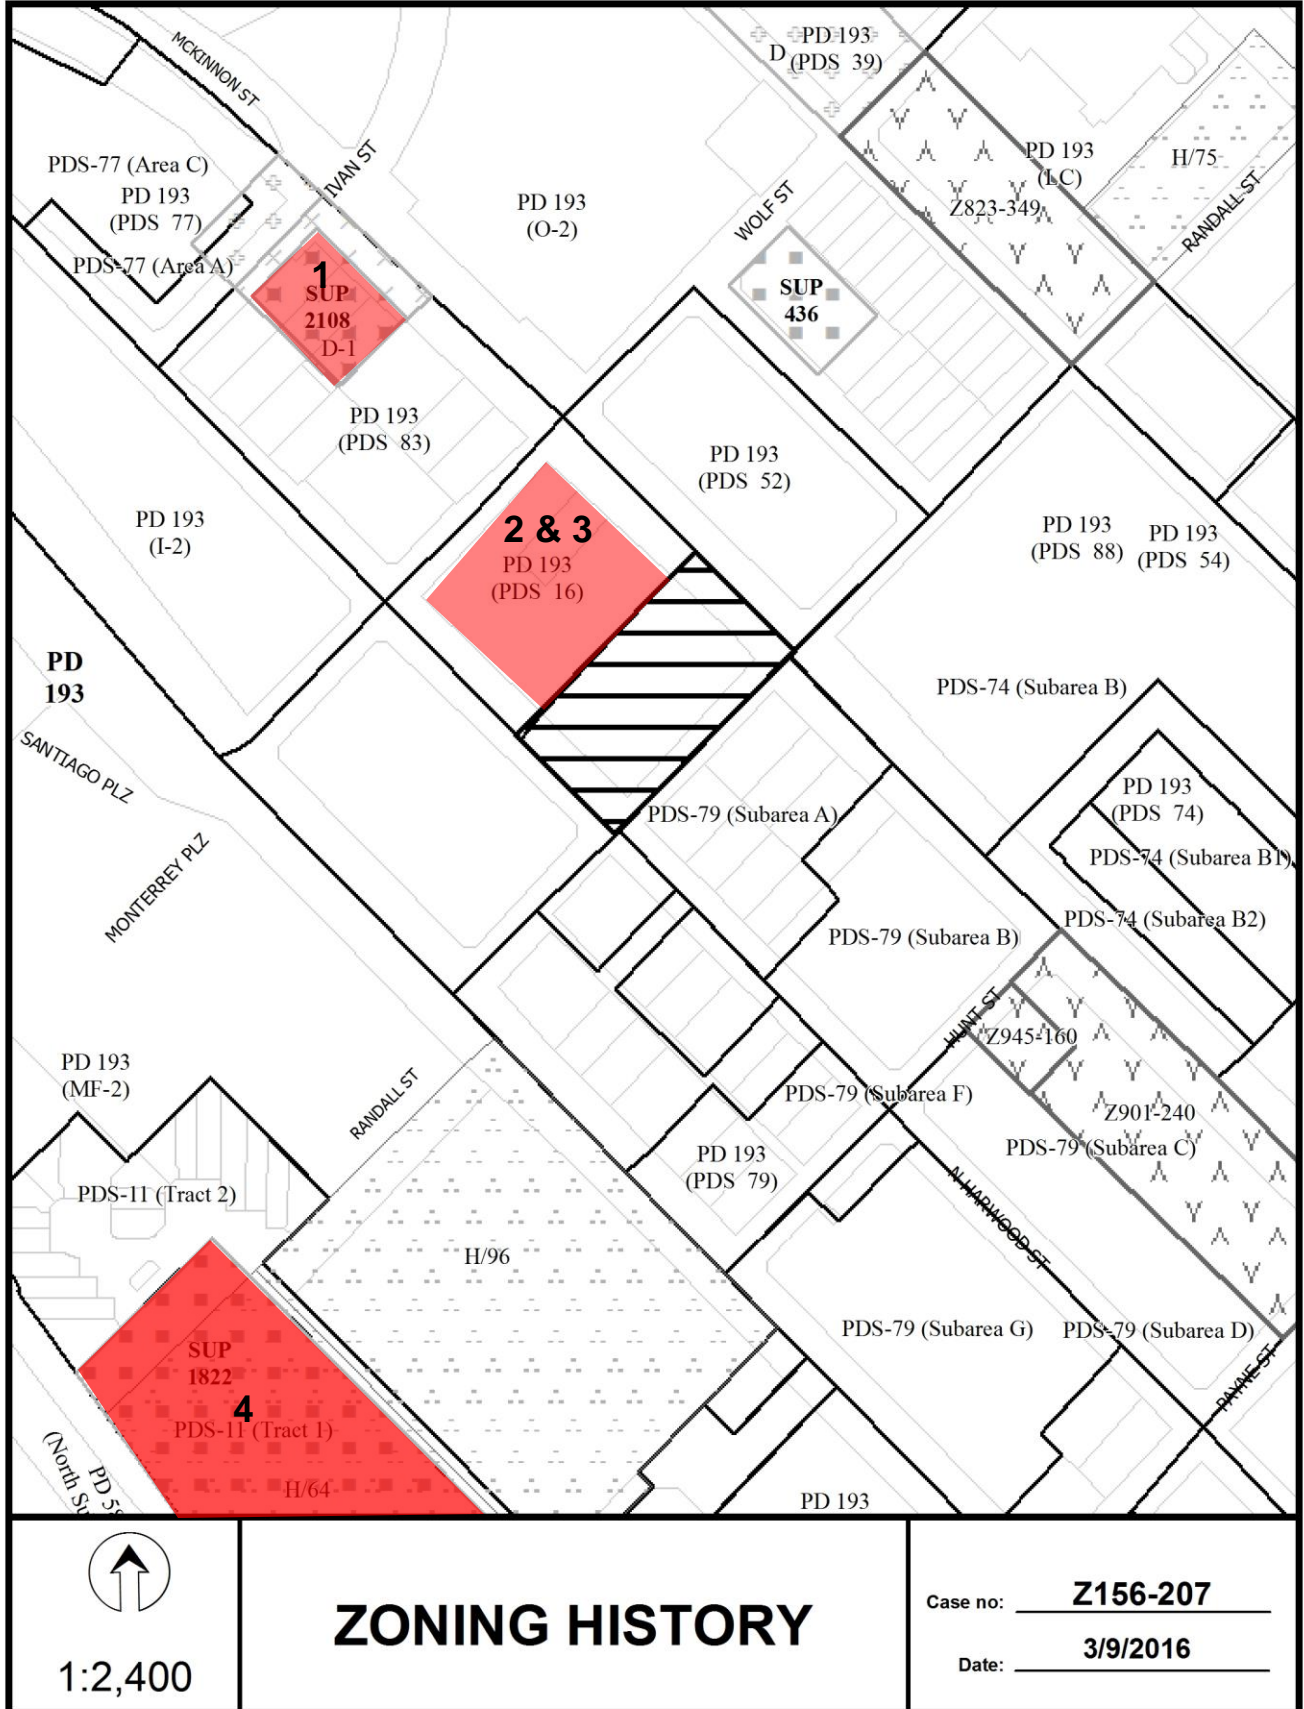 MCKINNON ST
PD 193
D (PDS 39)
IVAN ST
PDS-77 (Area C)
PD 193
(PDS 77)
PDS-77 (Area A)
PD 193
(O-2)
WOLF ST
PD 193
(LC)
Z823-349
H/75
RANDALL ST
1
SUP
2108
D-1
SUP
436
PD 193
(PDS 83)
PD 193
(PDS 52)
PD 193
(I-2)
2 & 3
PD 193
(PDS 16)
PD 193
(PDS 88)
PD 193
(PDS 54)
PD
193
SANTIAGO PLZ
MONTERREY PLZ
PDS-74 (Subarea B)
PD 193
(PDS 74)
PDS-74 (Subarea B1)
PDS-74 (Subarea B2)
PDS-79 (Subarea A)
PDS-79 (Subarea B)
HUNT ST
Z945-160
Z901-240
PDS-79 (Subarea C)
PD 193
(MF-2)
RANDALL ST
PDS-79 (Subarea F)
PD 193
(PDS 79)
N HARWOOD ST
PDS-11 (Tract 2)
H/96
PDS-79 (Subarea G)
PDS-79 (Subarea D)
PAYNE ST
SUP
1822
4
PDS-11 (Tract 1)
H/64
PD
(North
PD 193
1:2,400
ZONING HISTORY
Case no: Z156-207
Date: 3/9/2016